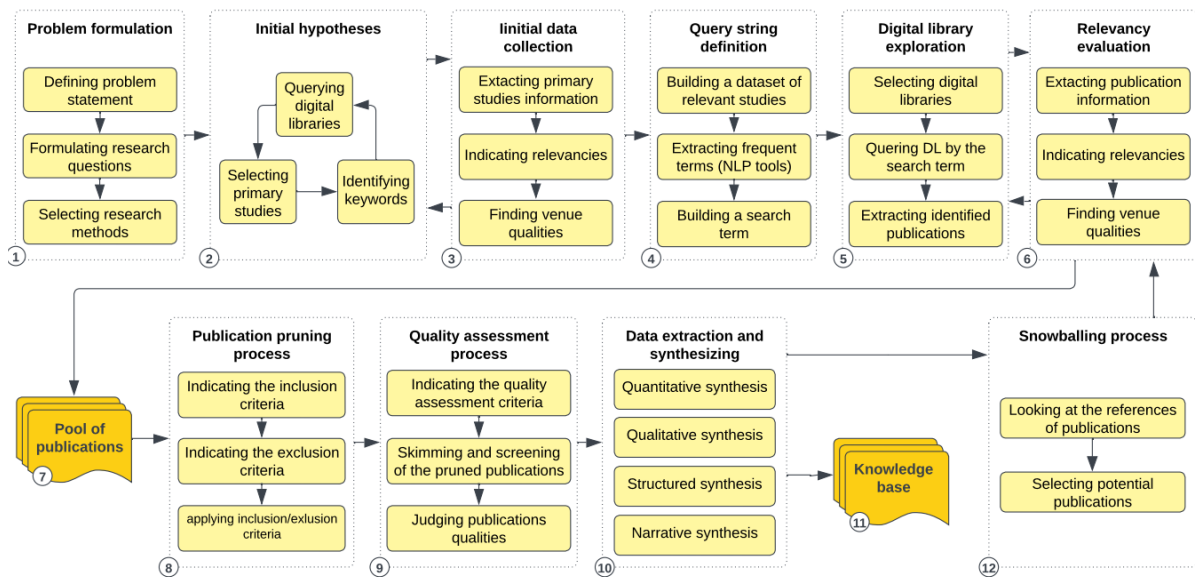 Problem formulation
Defining problem
statement
Formulating research
questions
Selecting research
methods
1
Initial hypotheses
Querying
digital
libraries
Selecting
primary
studies
Identifying
keywords
2
Iinitial data
collection
Extacting primary
studies information
Indicating relevancies
Finding venue
qualities
3
Query string
definition
Building a dataset of
relevant studies
Extracting frequent
terms (NLP tools)
Building a search
term
4
Digital library
exploration
Selecting digital
libraries
Quering DL by the
search term
Extracting identified
publications
5
Relevancy
evaluation
Extacting publication
information
Indicating relevancies
Finding venue
qualities
6
Pool of
publications
7
Publication pruning
process
Indicating the inclusion
criteria
Indicating the exclusion
criteria
applying inclusion/exlusion
criteria
8
Quality assessment
process
Indicating the quality
assessment criteria
Skimming and screening
of the pruned publications
Judging publications
qualities
9
Data extraction and
synthesizing
Quantitative synthesis
Qualitative synthesis
Structured synthesis
Narrative synthesis
10
Knowledge
base
11
Snowballing process
Looking at the references
of publications
Selecting potential
publications
12